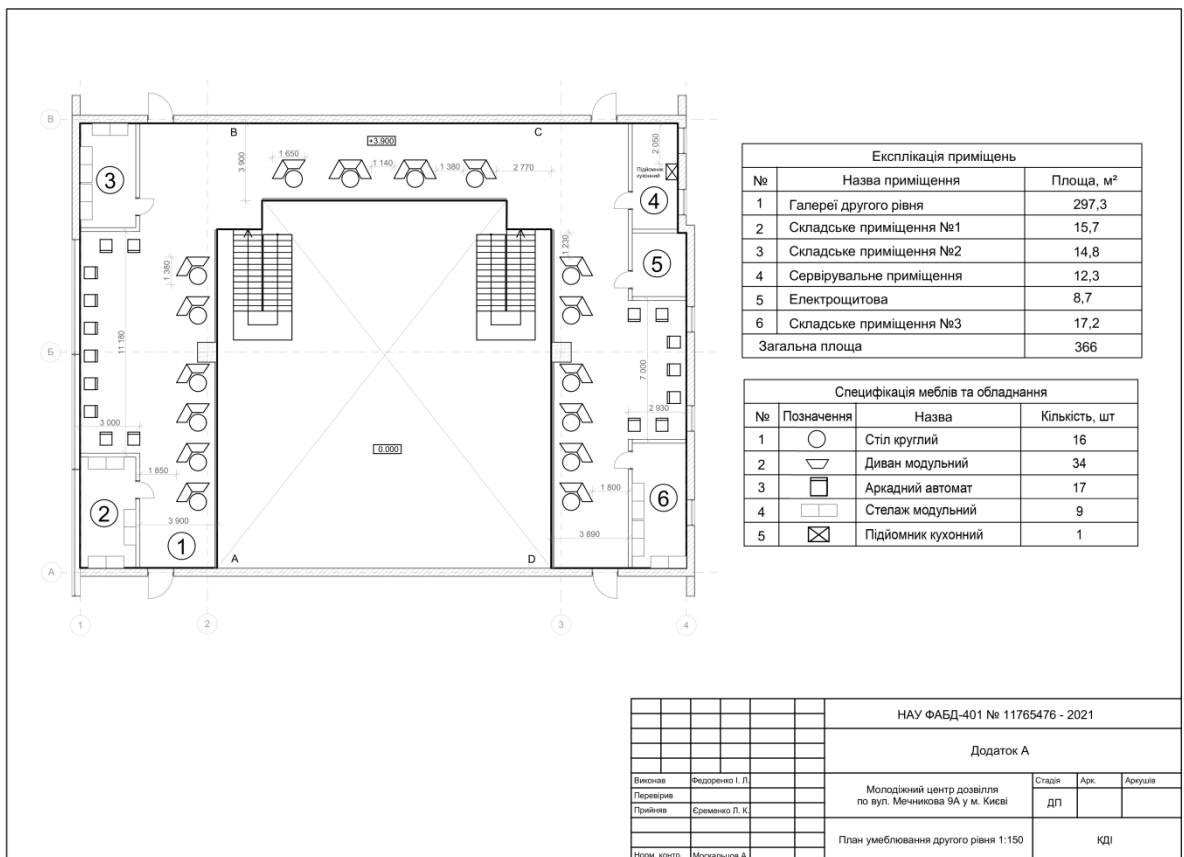 В
B
C
+3.900
1 650
3 900
1 140
1 380
2 770
2 050
Підйомник
кухонний
3
4
5
1 380
1 230
11 180
Б
7 000
3 000
2 930
0.000
1 850
1 800
2
6
3 900
3 890
1
A
D
А
1
2
3
4
Експлікація приміщень
№ Назва приміщення Площа, м²
1 Галереї другого рівня 297,3
2 Складське приміщення №1 15,7
3 Складське приміщення №2 14,8
4 Сервірувальне приміщення 12,3
5 Електрощитова 8,7
6 Складське приміщення №3 17,2
Загальна площа 366
Специфікація меблів та обладнання
№ Позначення Назва Кількість, шт
1 Стіл круглий 16
2 Диван модульний 34
3 Аркадний автомат 17
4 Стелаж модульний 9
5 Підйомник кухонний 1
НАУ ФАБД-401 № 11765476 - 2021
Додаток А
Виконав Федоренко І. Л.
Перевірив
Прийняв Єременко Л. К.
Норм. контр. Москальцов А.
Молодіжний центр дозвілля
по вул. Мечникова 9А у м. Києві
Стадія Арк. Аркушів
ДП
План умеблювання другого рівня 1:150
КДІ